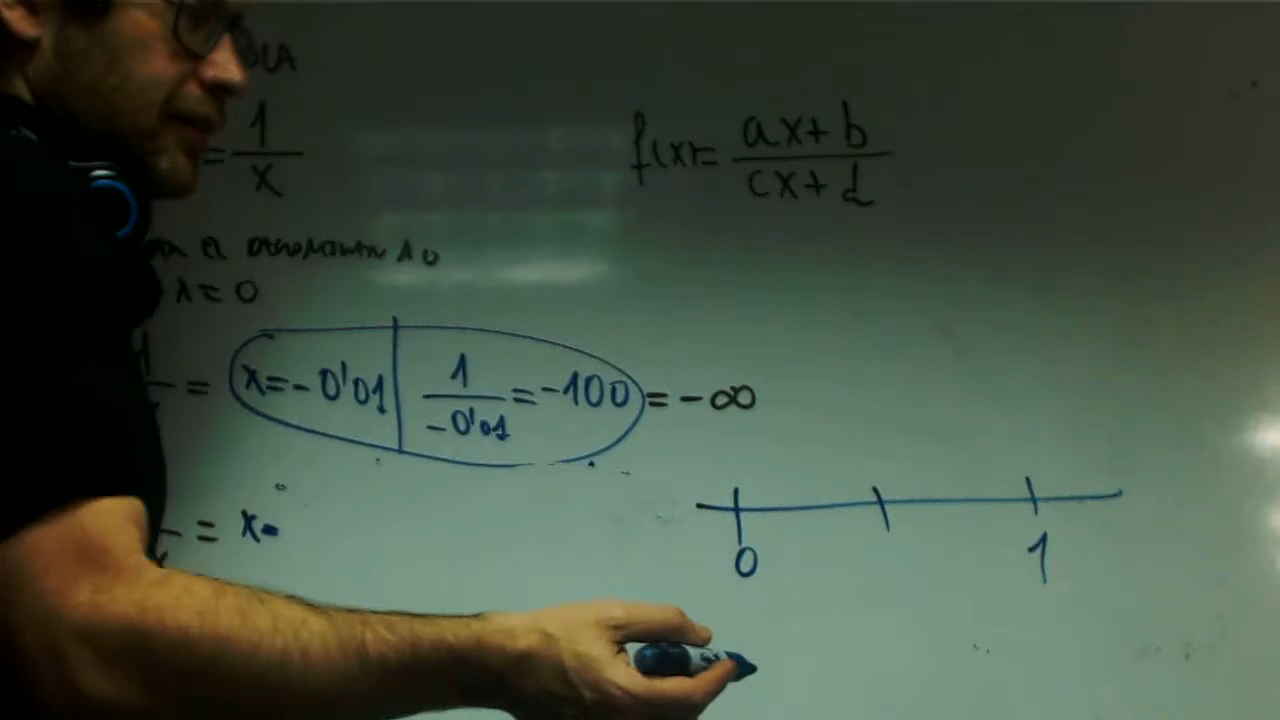 = 1/x
f(x)= ax+b / cx+d
x=0
= x=-0'01 | 1/-0'01 =-100 = -∞
= x=
0 1